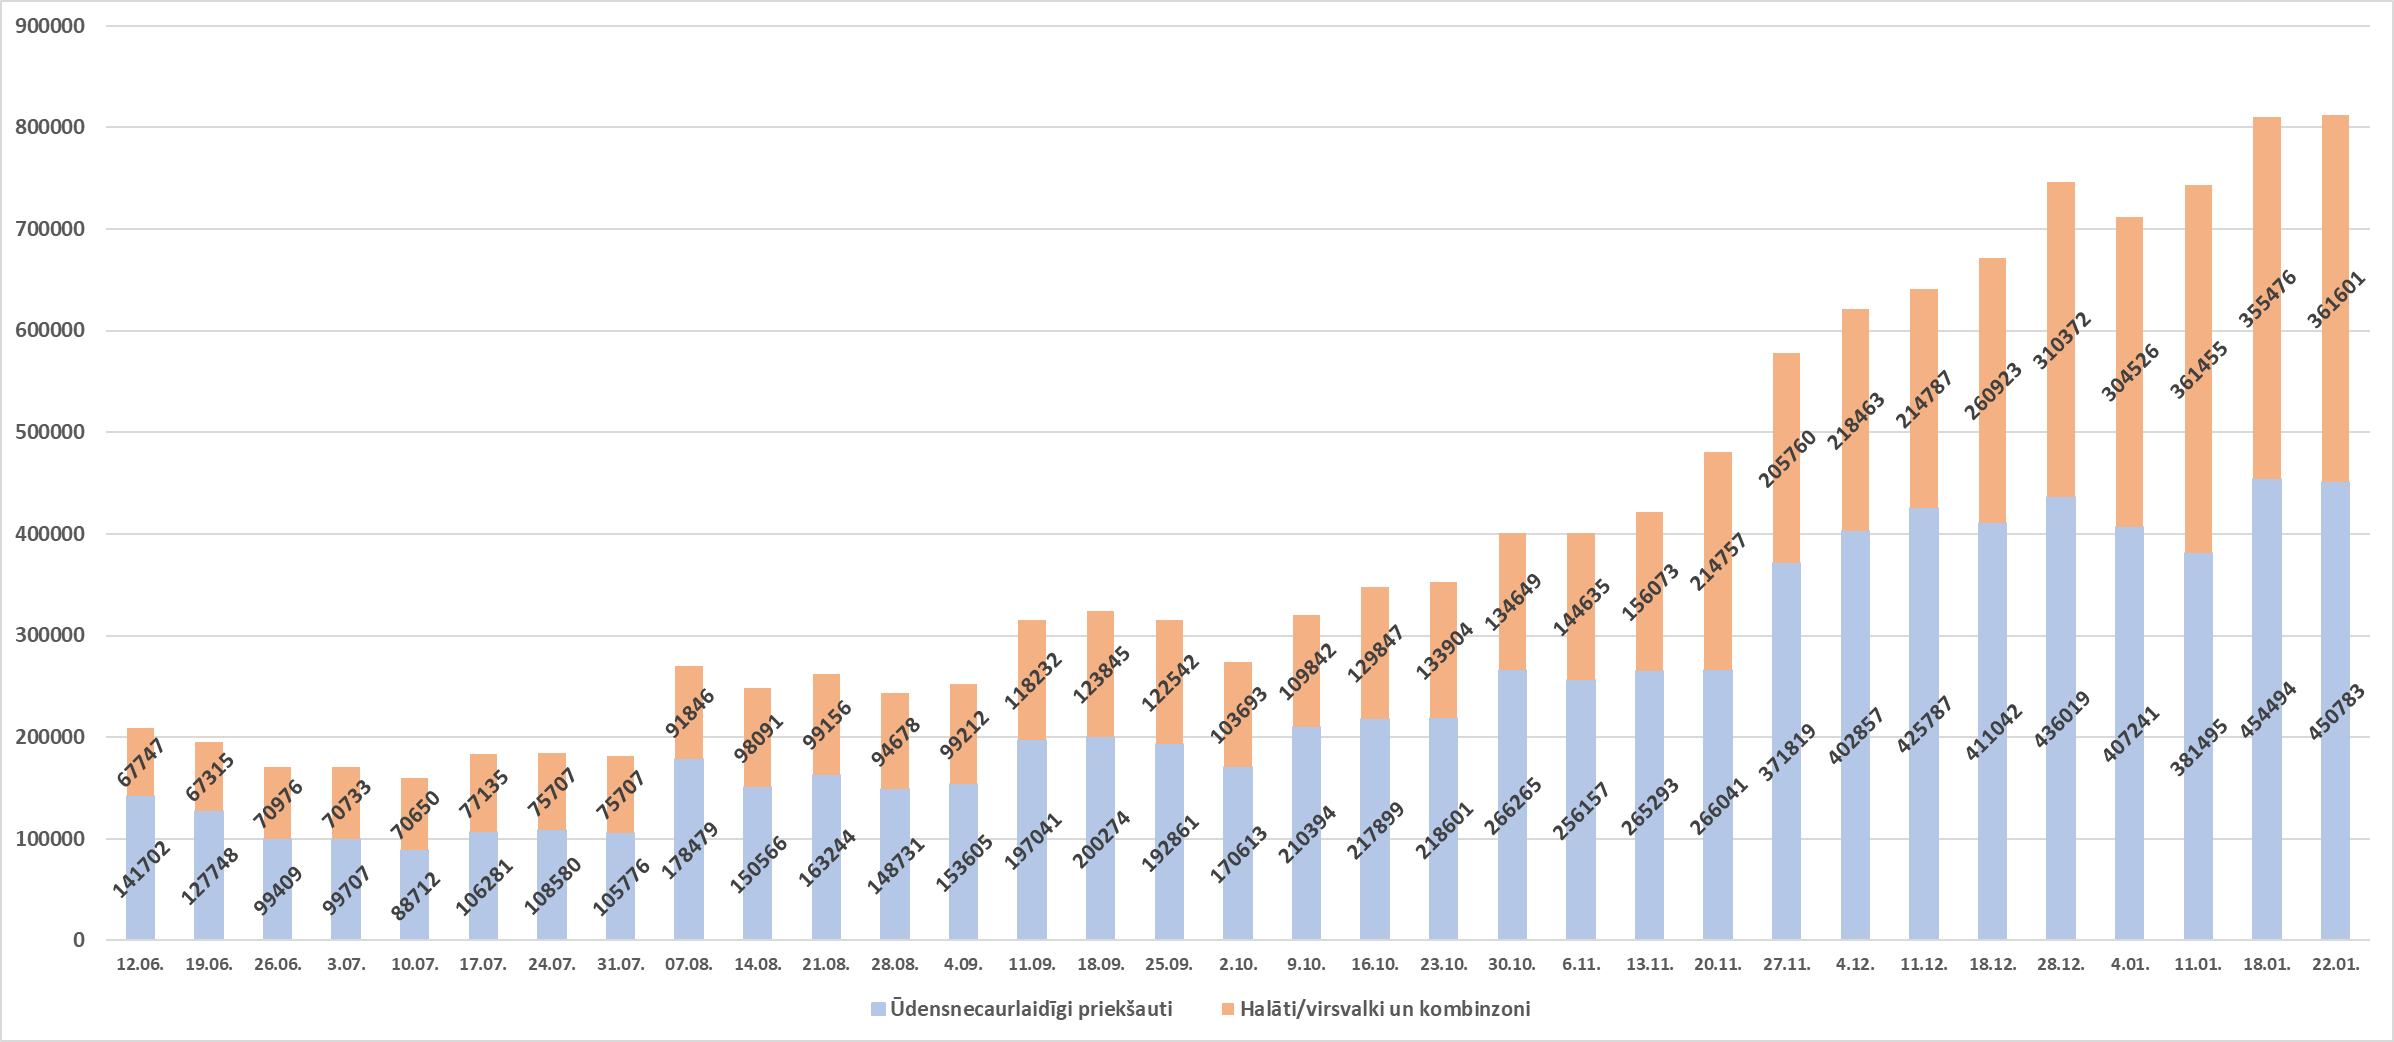 900000
800000
700000
600000
500000
400000
300000
200000
100000
0
67747 67315 70976 70733 70650 77135 75707 75707 91846 98091 99156 94678 99212 118232 123845 122542 103693 109842 129847 133904 134649 144635 156073 214757 205760 218463 214787 260923 310372 304526 361455 355476 361601
141702 127748 99409 99707 88712 106281 108580 105776 178479 150566 163244 148731 153605 197041 200274 192861 170613 210394 217899 218601 266265 256157 265293 266041 371819 402857 425787 411042 436019 407241 381495 454494 450783
12.06. 19.06. 26.06. 3.07. 10.07. 17.07. 24.07. 31.07. 07.08. 14.08. 21.08. 28.08. 4.09. 11.09. 18.09. 25.09. 2.10. 9.10. 16.10. 23.10. 30.10. 6.11. 13.11. 20.11. 27.11. 4.12. 11.12. 18.12. 28.12. 4.01. 11.01. 18.01. 22.01.
Ūdensnecaurlaidīgi priekšauti Halāti/virsvalki un kombinzoni